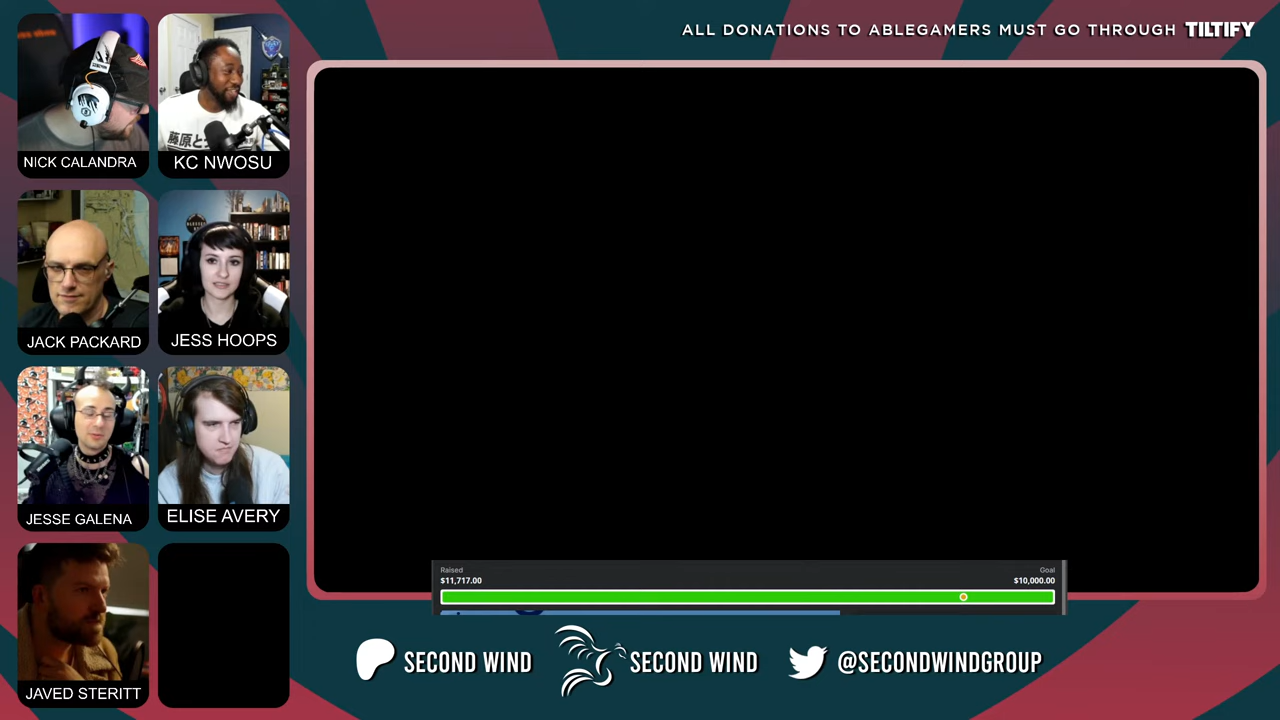 ALL DONATIONS TO ABLEGAMERS MUST GO THROUGH TILTIFY
NICK CALANDRA
KC NWOSU
JACK PACKARD
JESS HOOPS
JESSE GALENA
ELISE AVERY
JAVED STERITT
Raised
Goal
$11,717.00
$10,000.00
SECOND WIND
SECOND WIND
@SECONDWINDGROUP